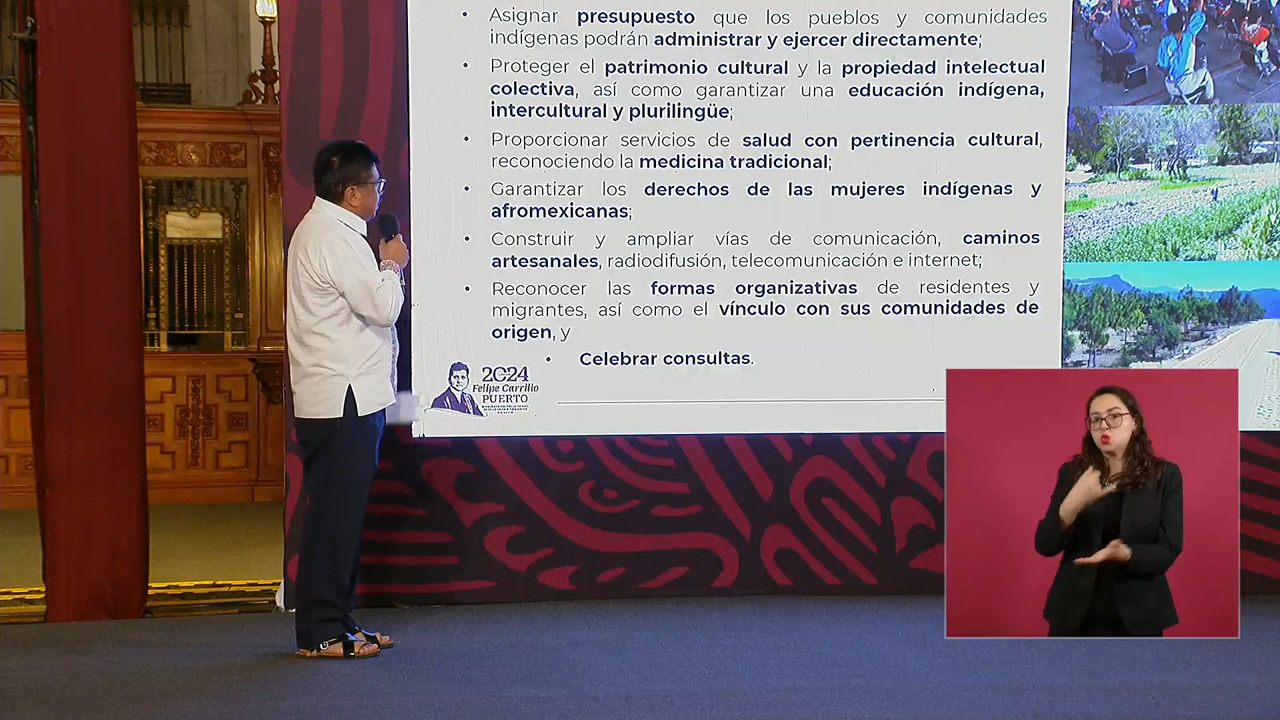 • Asignar presupuesto que los pueblos y comunidades
indígenas podrán administrar y ejercer directamente;
• Proteger el patrimonio cultural y la propiedad intelectual
colectiva, así como garantizar una educación indígena,
intercultural y plurilingüe;
• Proporcionar servicios de salud con pertinencia cultural,
reconociendo la medicina tradicional;
• Garantizar los derechos de las mujeres indígenas y
afromexicanas;
• Construir y ampliar vías de comunicación, caminos
artesanales, radiodifusión, telecomunicación e internet;
• Reconocer las formas organizativas de residentes y
migrantes, así como el vínculo con sus comunidades de
origen, y
• Celebrar consultas.
2024
Felipe Carrillo
PUERTO